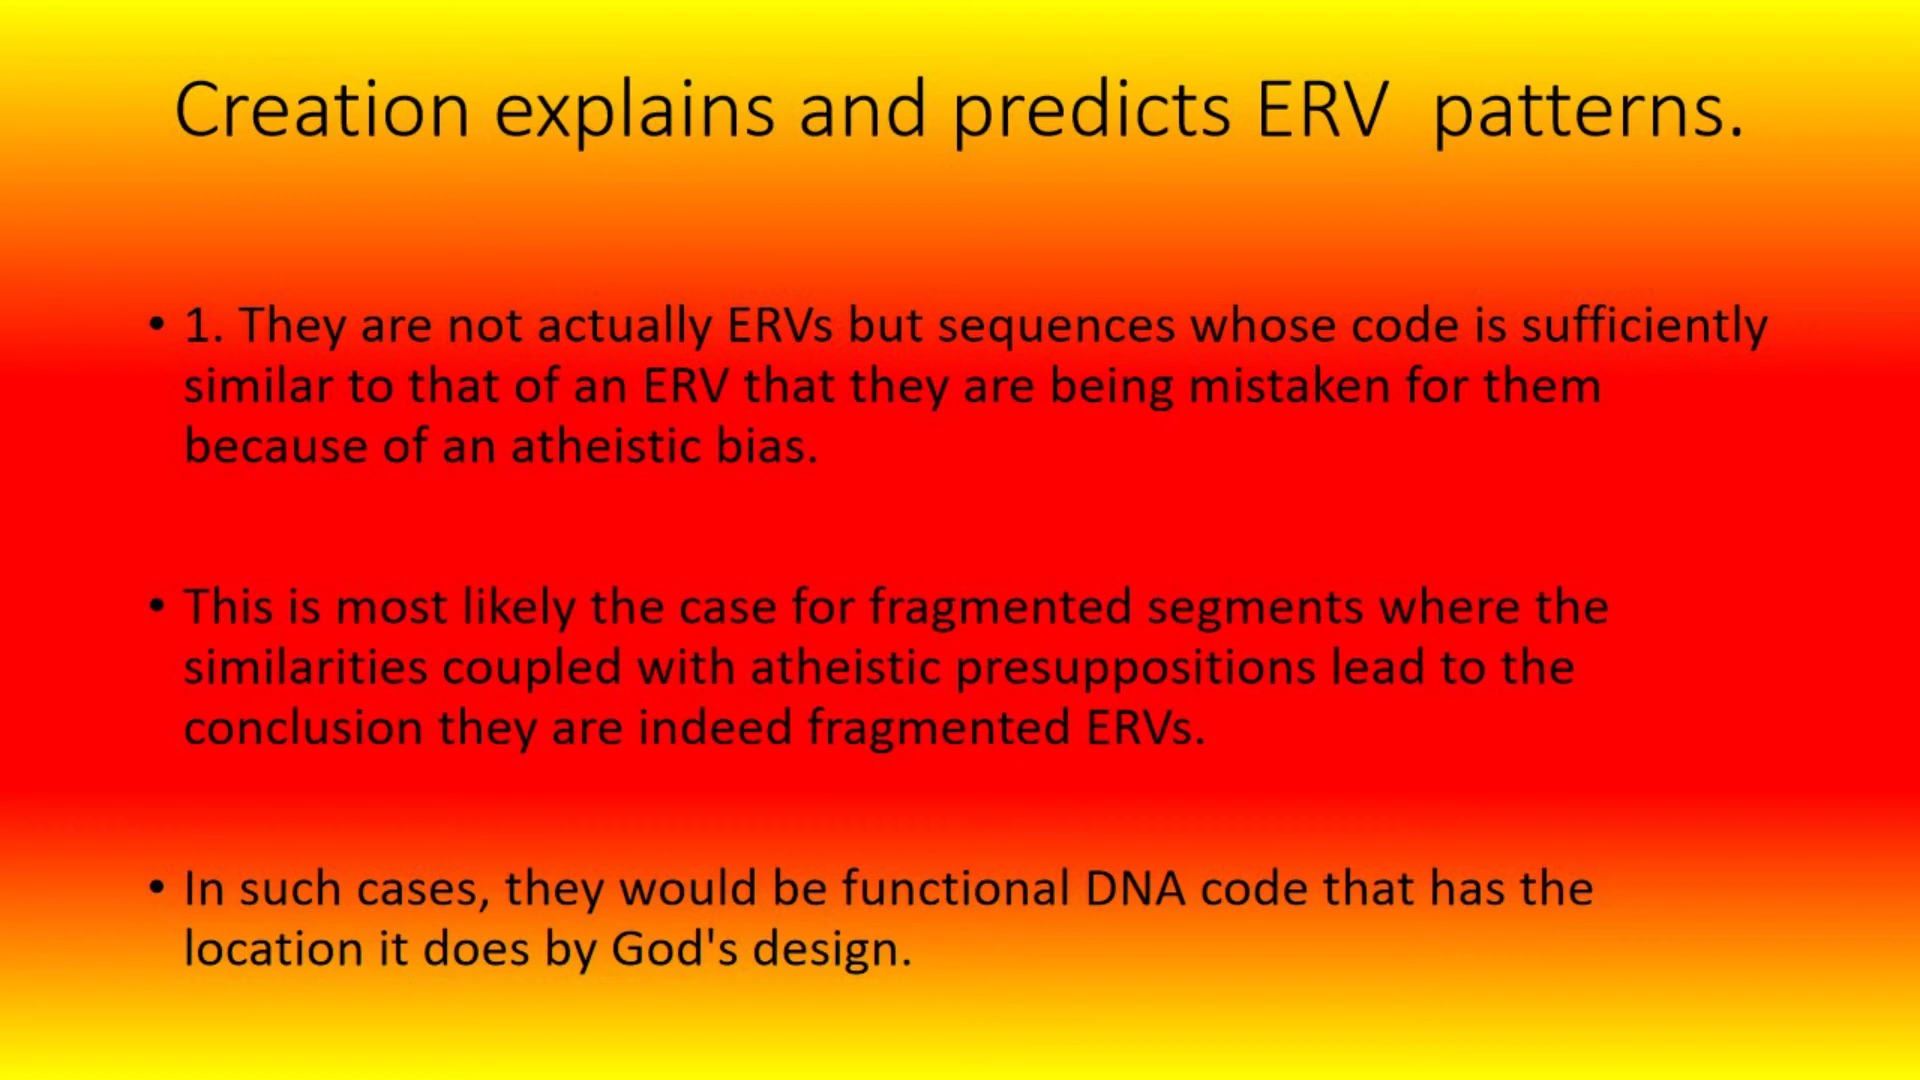 Creation explains and predicts ERV  patterns.
• 1. They are not actually ERVs but sequences whose code is sufficiently
similar to that of an ERV that they are being mistaken for them
because of an atheistic bias.
• This is most likely the case for fragmented segments where the
similarities coupled with atheistic presuppositions lead to the
conclusion they are indeed fragmented ERVs.
• In such cases, they would be functional DNA code that has the
location it does by God's design.